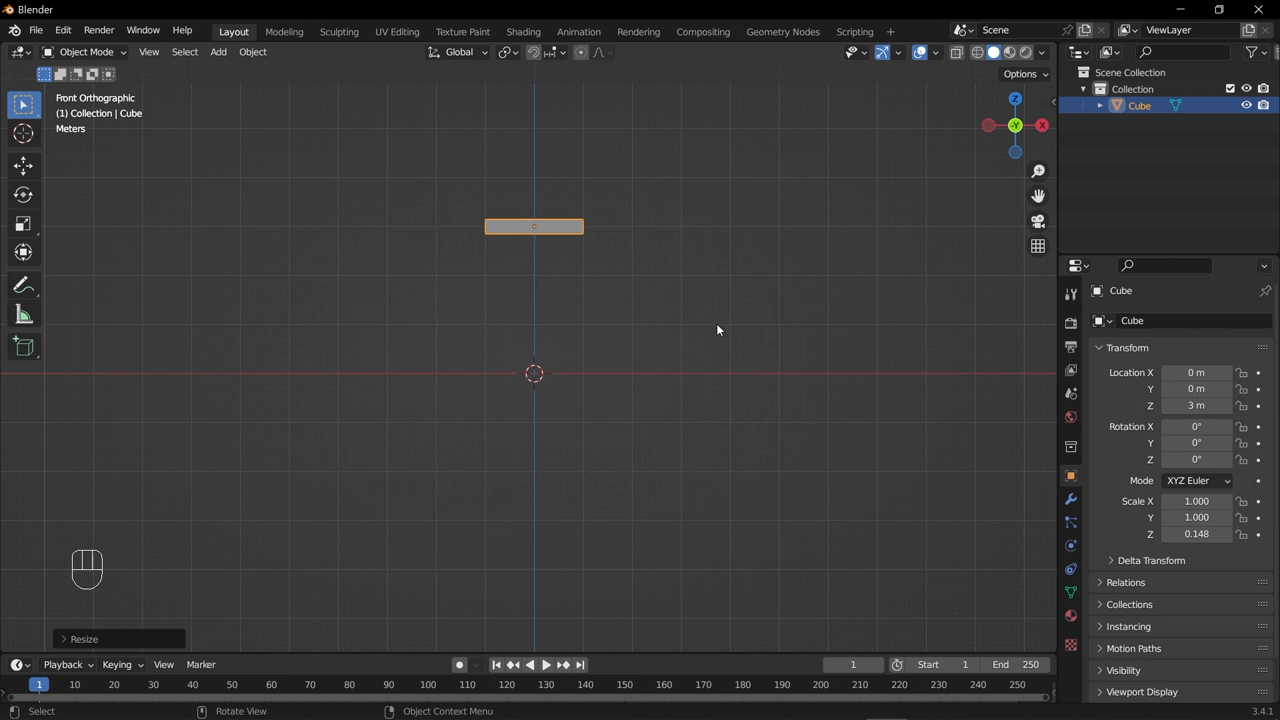 Blender
File Edit Render Window Help Layout Modeling Sculpting UV Editing Texture Paint Shading Animation Rendering Compositing Geometry Nodes Scripting + Scene ViewLayer
Object Mode View Select Add Object Global
Options
Front Orthographic
(1) Collection | Cube
Meters
Z
-Y X
Scene Collection
Collection
Cube
Cube
Cube
Transform
Location X 0 m
Y 0 m
Z 3 m
Rotation X 0°
Y 0°
Z 0°
Mode XYZ Euler
Scale X 1.000
Y 1.000
Z 0.148
Delta Transform
Relations
Collections
Instancing
Motion Paths
Visibility
Viewport Display
Resize
Playback Keying View Marker 1 Start 1 End 250
1 10 20 30 40 50 60 70 80 90 100 110 120 130 140 150 160 170 180 190 200 210 220 230 240 250
Select Rotate View Object Context Menu 3.4.1